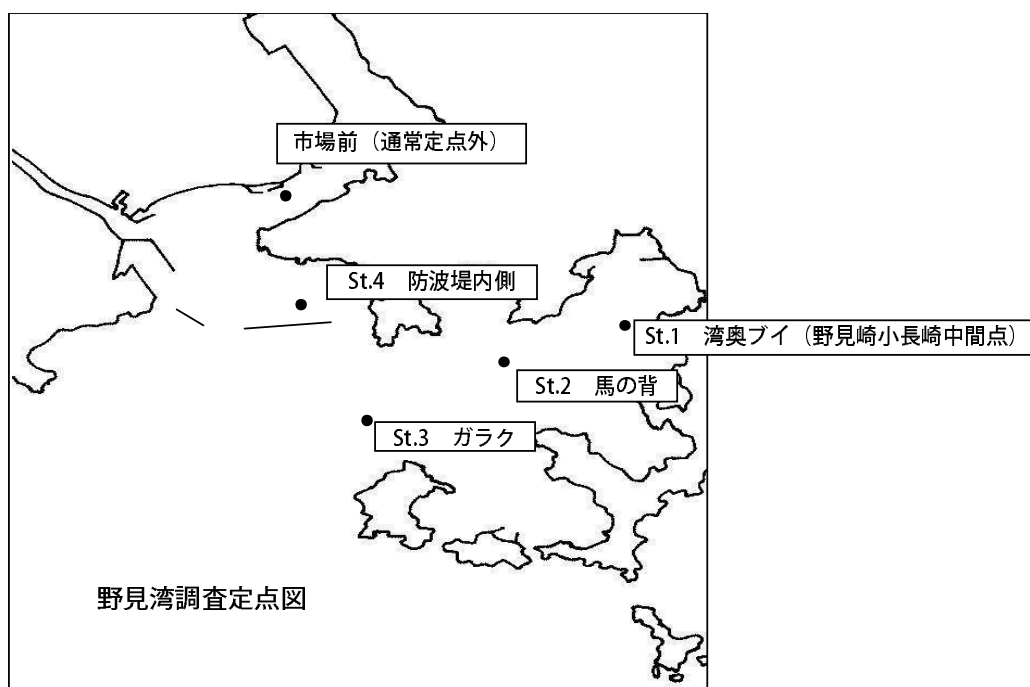 市場前（通常定点外）
St.4　防波堤内側
St.1　湾奥ブイ（野見崎小長崎中間点）
St.2　馬の背
St.3　ガラク
野見湾調査定点図